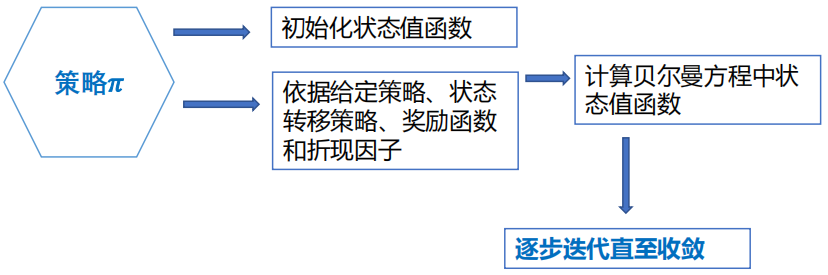 策略π
初始化状态值函数
依据给定策略、状态
转移策略、奖励函数
和折现因子
计算贝尔曼方程中状
态值函数
逐步迭代直至收敛